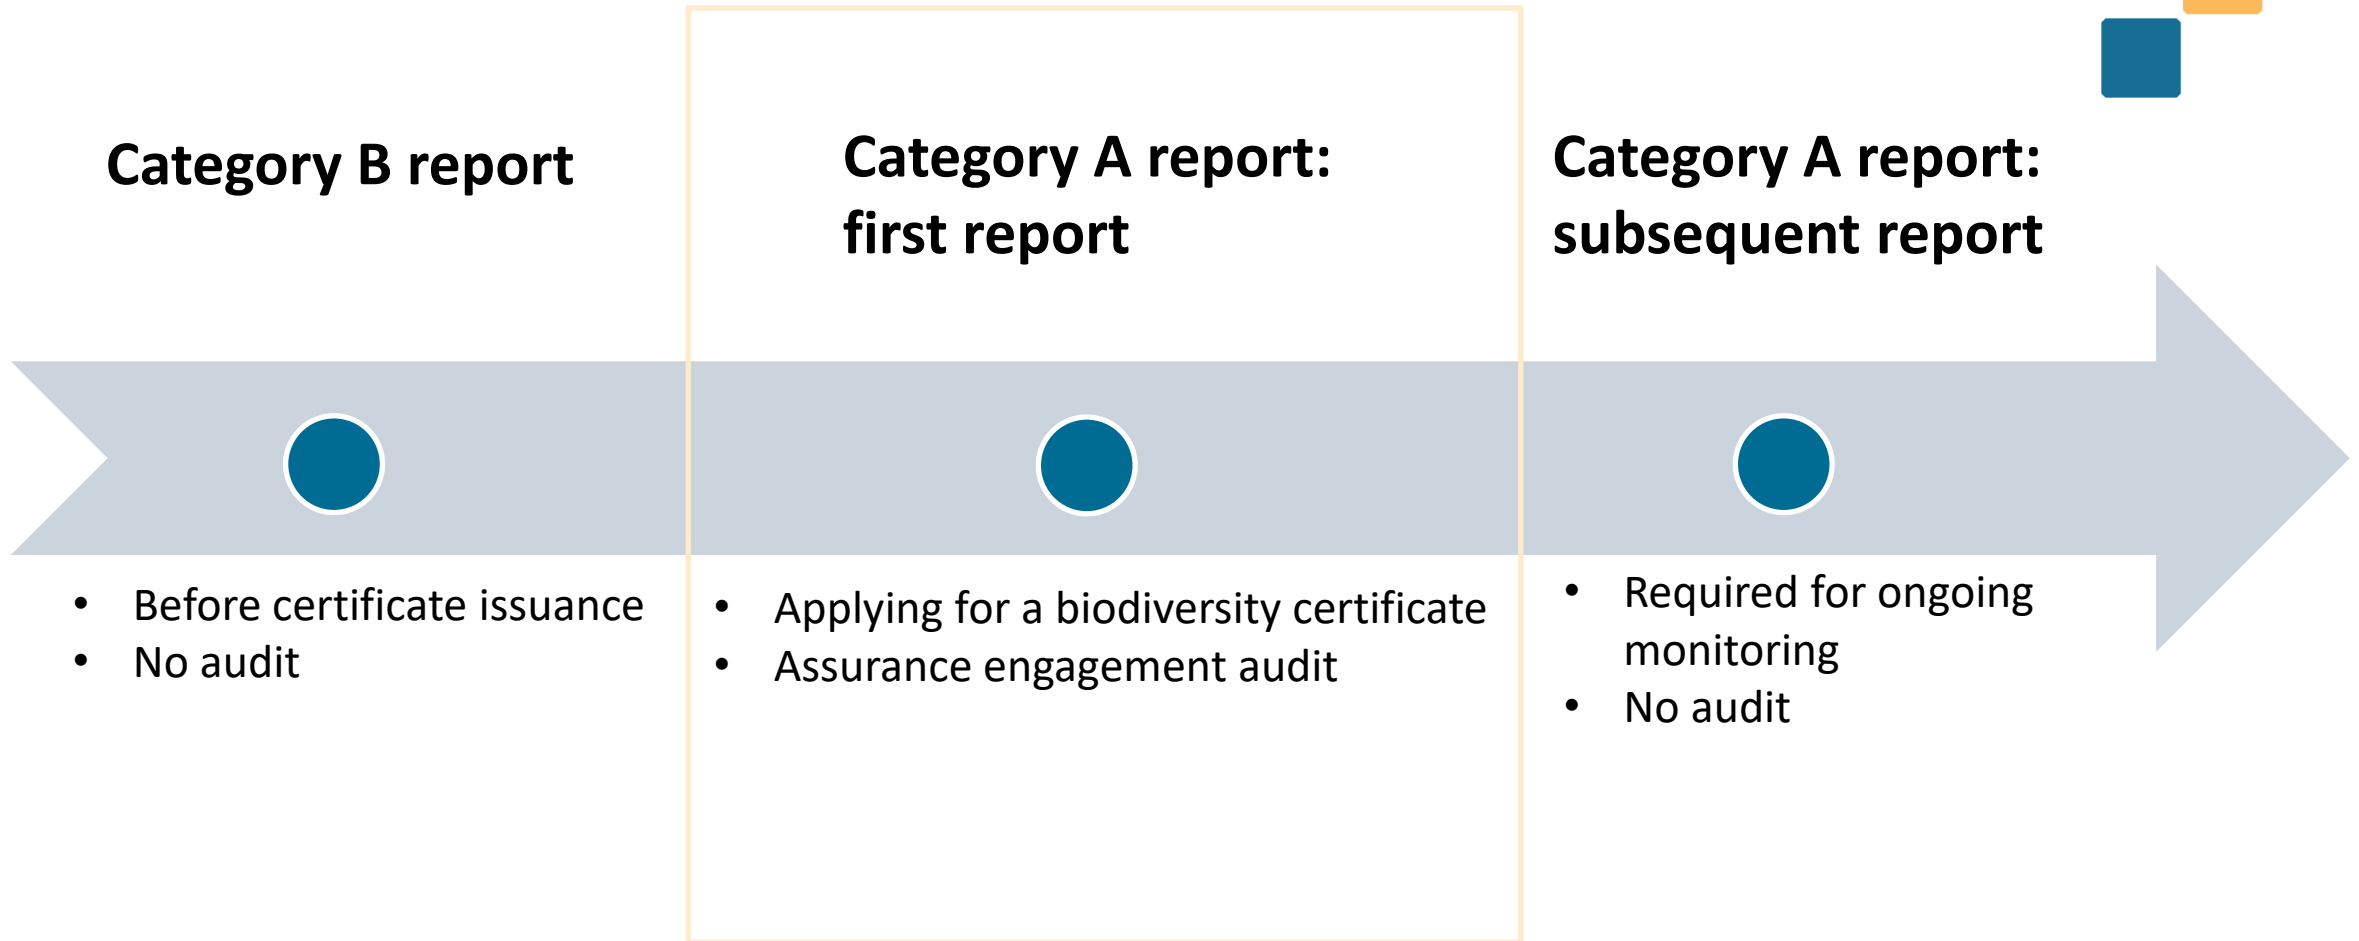 Category B report
• Before certificate issuance
• No audit
Category A report:
first report
• Applying for a biodiversity certificate
• Assurance engagement audit
Category A report:
subsequent report
• Required for ongoing
monitoring
• No audit